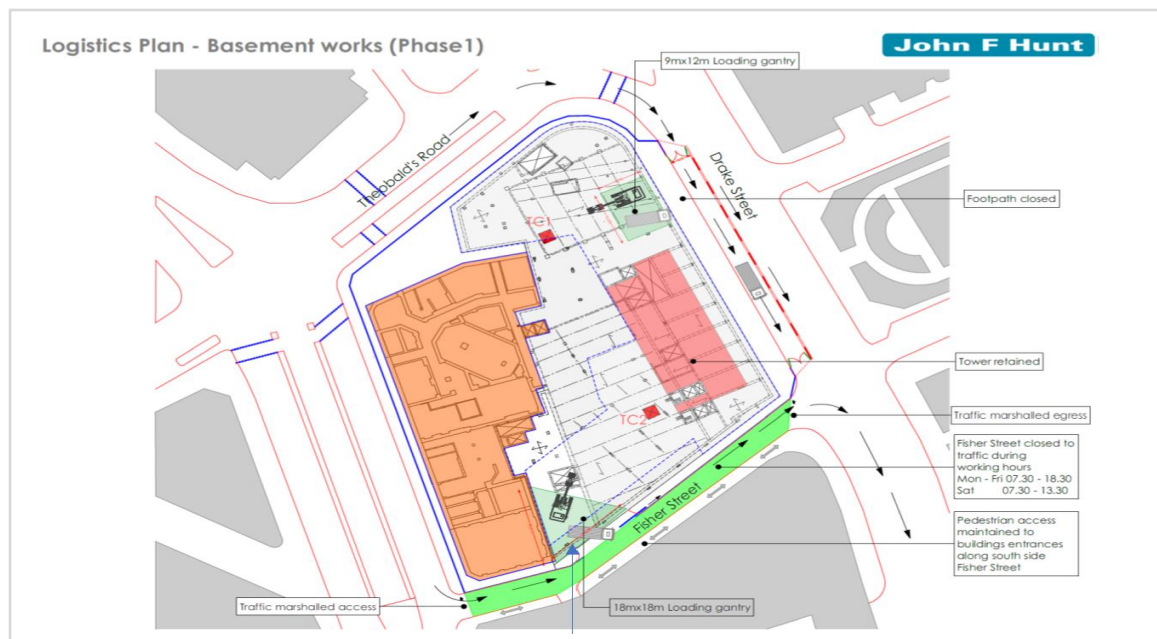 Logistics Plan - Basement works (Phase1)
John F Hunt
9mx12m Loading gantry
Theobald's Road
Drake Street
Footpath closed
TC1
Tower retained
TC2
Traffic marshalled egress
Fisher Street closed to
traffic during
working hours
Mon - Fri 07.30 - 18.30
Sat 07.30 - 13.30
Fisher Street
Pedestrian access
maintained to
buildings entrances
along south side
Fisher Street
Traffic marshalled access
18mx18m Loading gantry